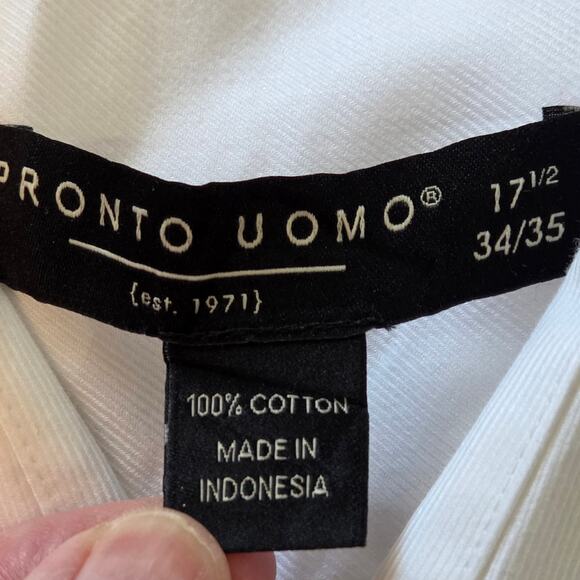 PRONTO UOMO®
{est. 1971}
17 1/2
34/35
100% COTTON
MADE IN
INDONESIA